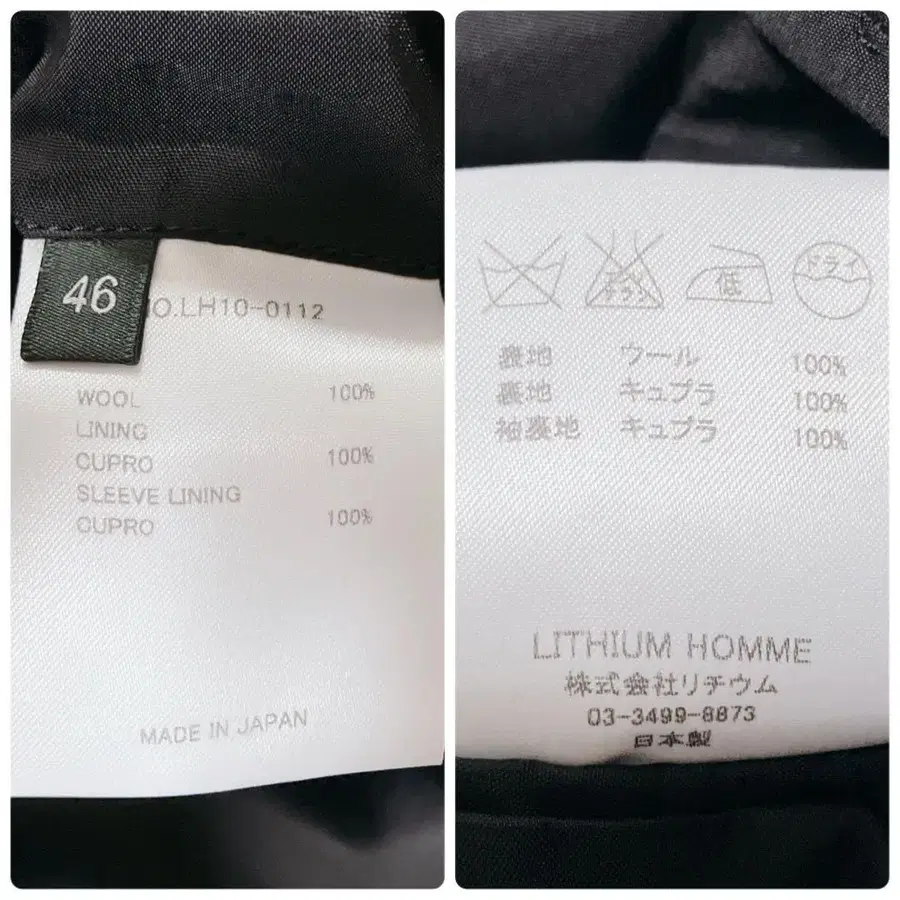 46
NO.LH10-0112
WOOL 100%
LINING
CUPRO 100%
SLEEVE LINING
CUPRO 100%
MADE IN JAPAN
低 ドライ
表地 ウール 100%
裏地 キュプラ 100%
袖裏地 キュプラ 100%
LITHIUM HOMME
株式会社リチウム
03-3499-8873
日本製